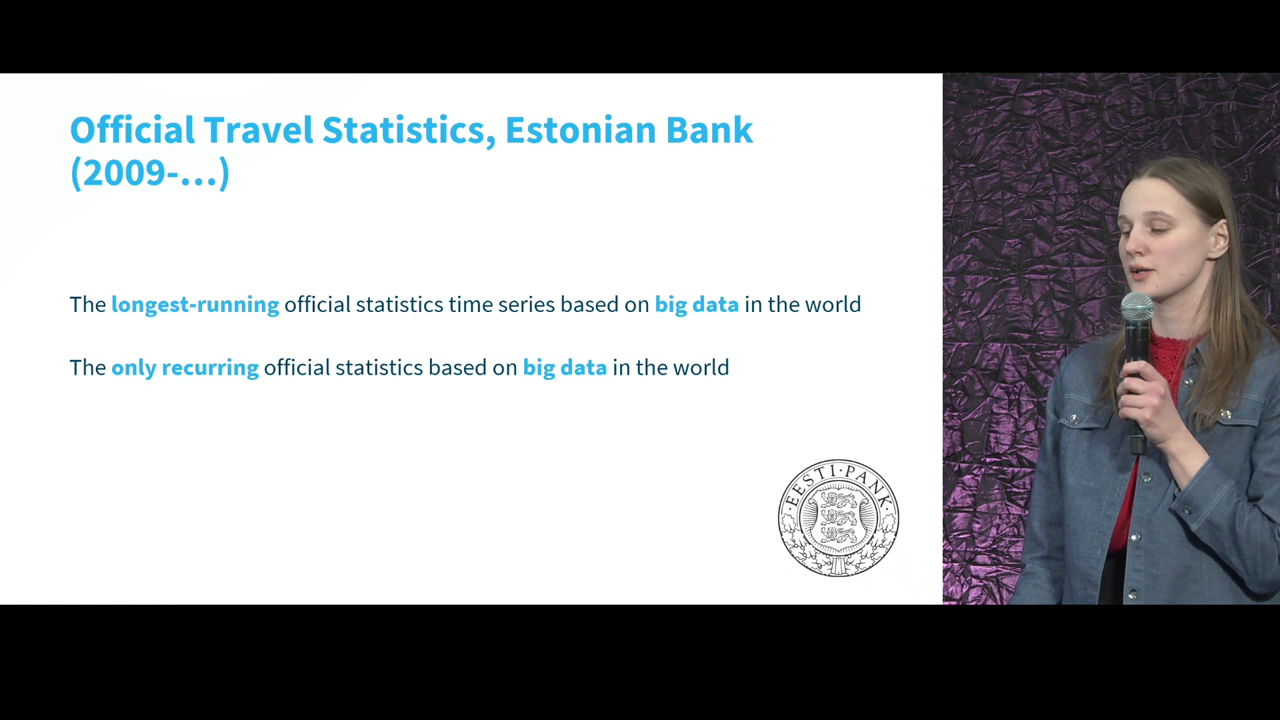 Official Travel Statistics, Estonian Bank
(2009-...)
The longest-running official statistics time series based on big data in the world
The only recurring official statistics based on big data in the world
·EESTI·PANK·